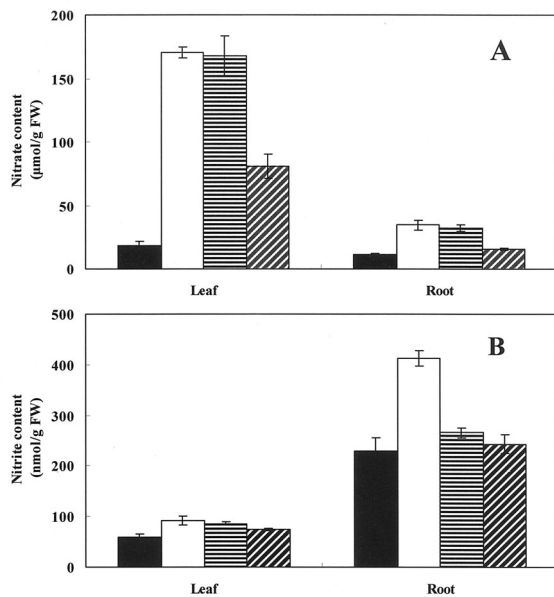 200
150
100
50
0
Nitrate content
(μmol/g FW)
A
Leaf
Root
500
400
300
200
100
0
Nitrite content
(nmol/g FW)
B
Leaf
Root